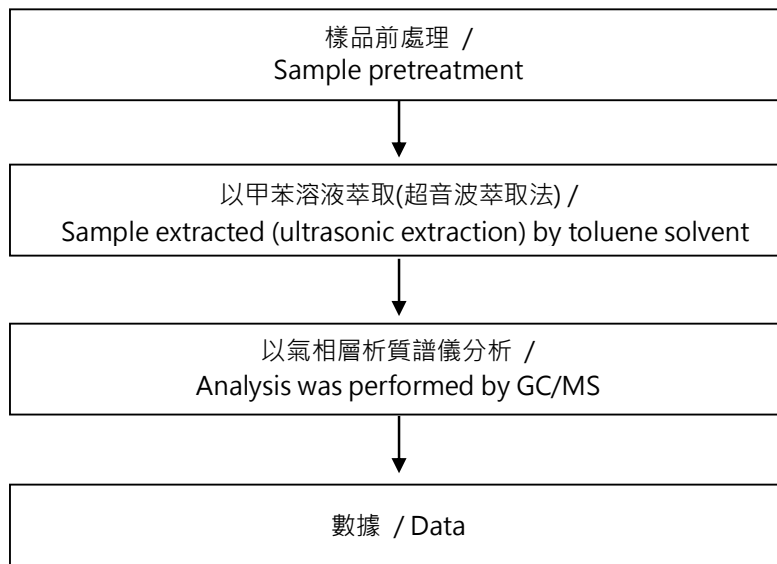 樣品前處理 /
Sample pretreatment
以甲苯溶液萃取(超音波萃取法) /
Sample extracted (ultrasonic extraction) by toluene solvent
以氣相層析質譜儀分析 /
Analysis was performed by GC/MS
數據 / Data